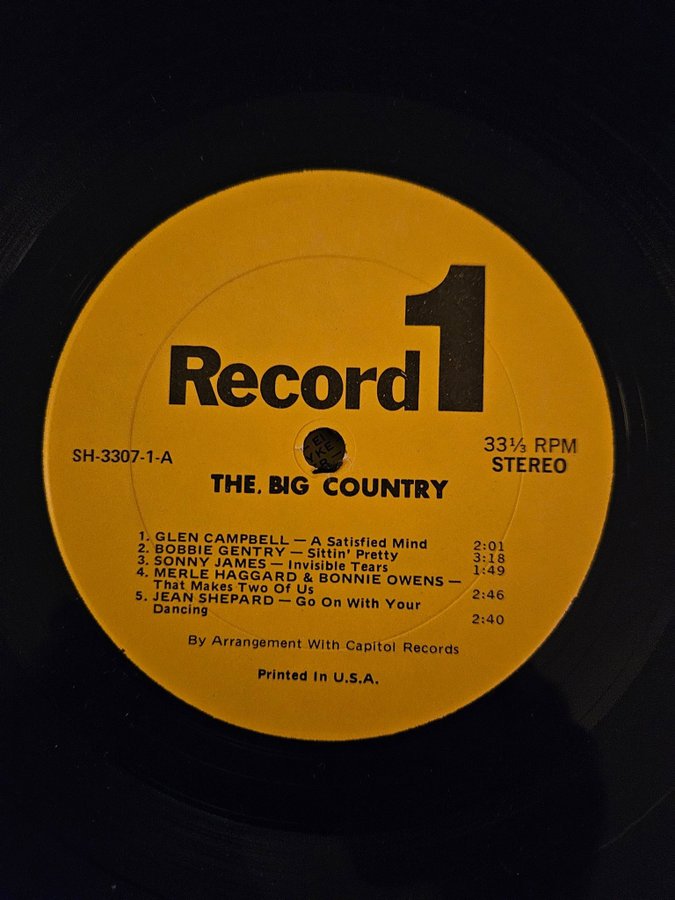 Record 1
SH-3307-1-A
33⅓ RPM
STEREO
THE. BIG COUNTRY
1. GLEN CAMPBELL — A Satisfied Mind 2:01
2. BOBBIE GENTRY — Sittin' Pretty 3:18
3. SONNY JAMES — Invisible Tears 1:49
4. MERLE HAGGARD & BONNIE OWENS —
That Makes Two Of Us 2:46
5. JEAN SHEPARD — Go On With Your
Dancing 2:40
By Arrangement With Capitol Records
Printed In U.S.A.